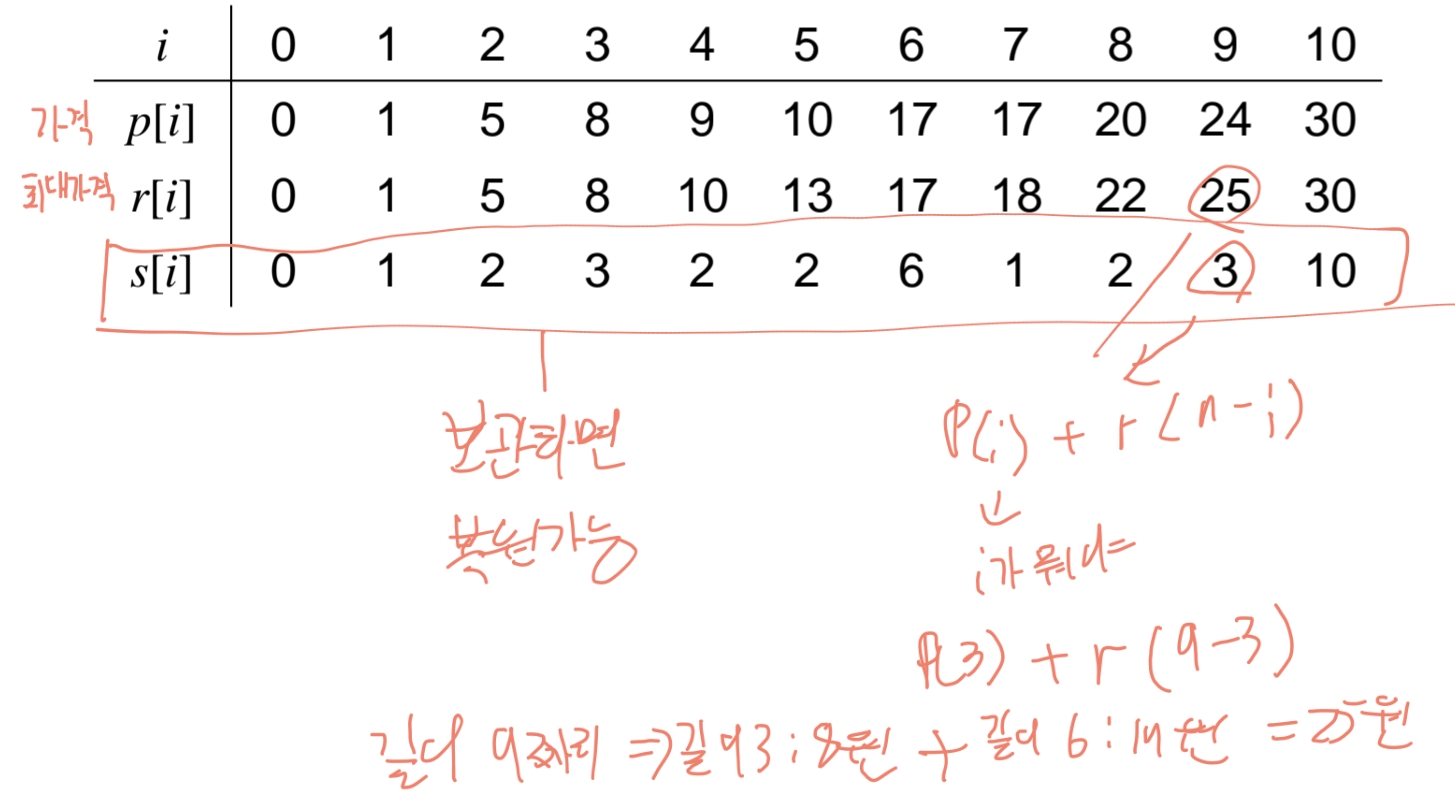 i 0 1 2 3 4 5 6 7 8 9 10
가격 p[i] 0 1 5 8 9 10 17 17 20 24 30
최대가격 r[i] 0 1 5 8 10 13 17 18 22 25 30
s[i] 0 1 2 3 2 2 6 1 2 3 10
보관하면
복원가능
P(i) + r(n-i)
↓
i가 뭐냐=
P(3) + r(9-3)
길이 9짜리 => 길이3 : 8원 + 길이 6 : 17원 = 25원